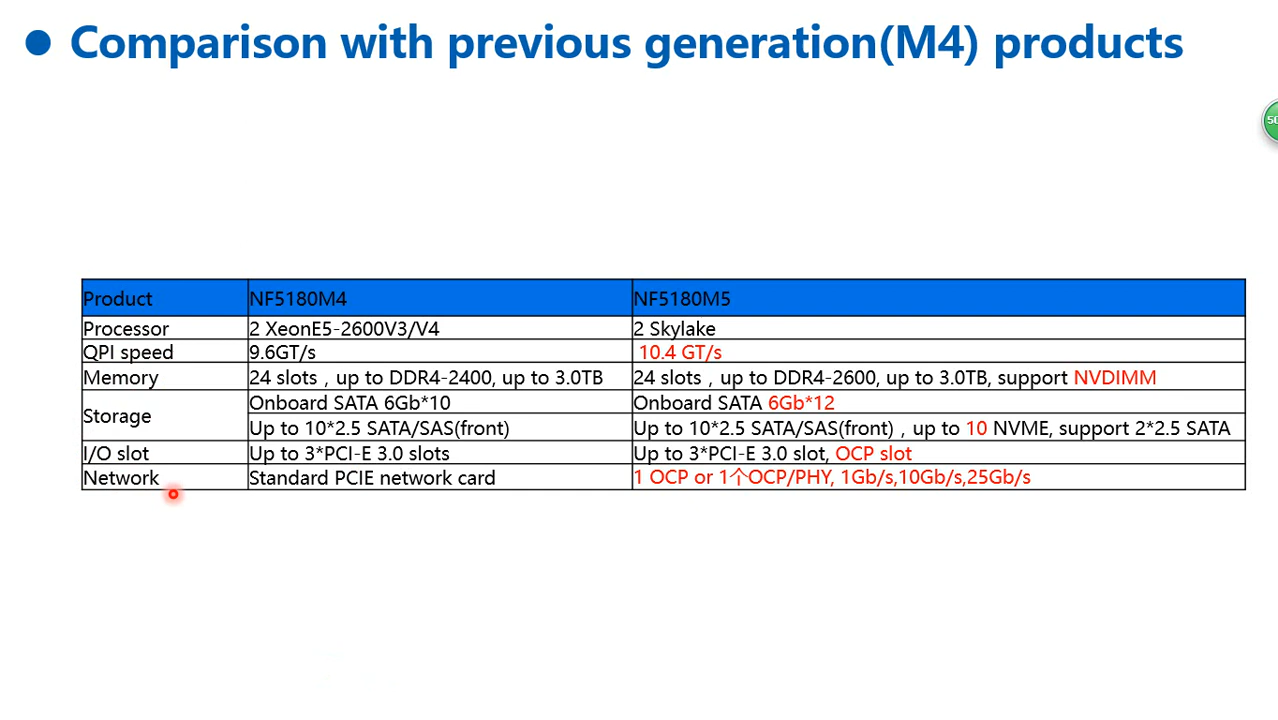 ● Comparison with previous generation(M4) products
Product NF5180M4 NF5180M5
Processor 2 XeonE5-2600V3/V4 2 Skylake
QPI speed 9.6GT/s 10.4 GT/s
Memory 24 slots，up to DDR4-2400, up to 3.0TB 24 slots，up to DDR4-2600, up to 3.0TB, support NVDIMM
Storage Onboard SATA 6Gb*10 Onboard SATA 6Gb*12
Up to 10*2.5 SATA/SAS(front) Up to 10*2.5 SATA/SAS(front)，up to 10 NVME, support 2*2.5 SATA
I/O slot Up to 3*PCI-E 3.0 slots Up to 3*PCI-E 3.0 slot, OCP slot
Network Standard PCIE network card 1 OCP or 1个OCP/PHY, 1Gb/s,10Gb/s,25Gb/s